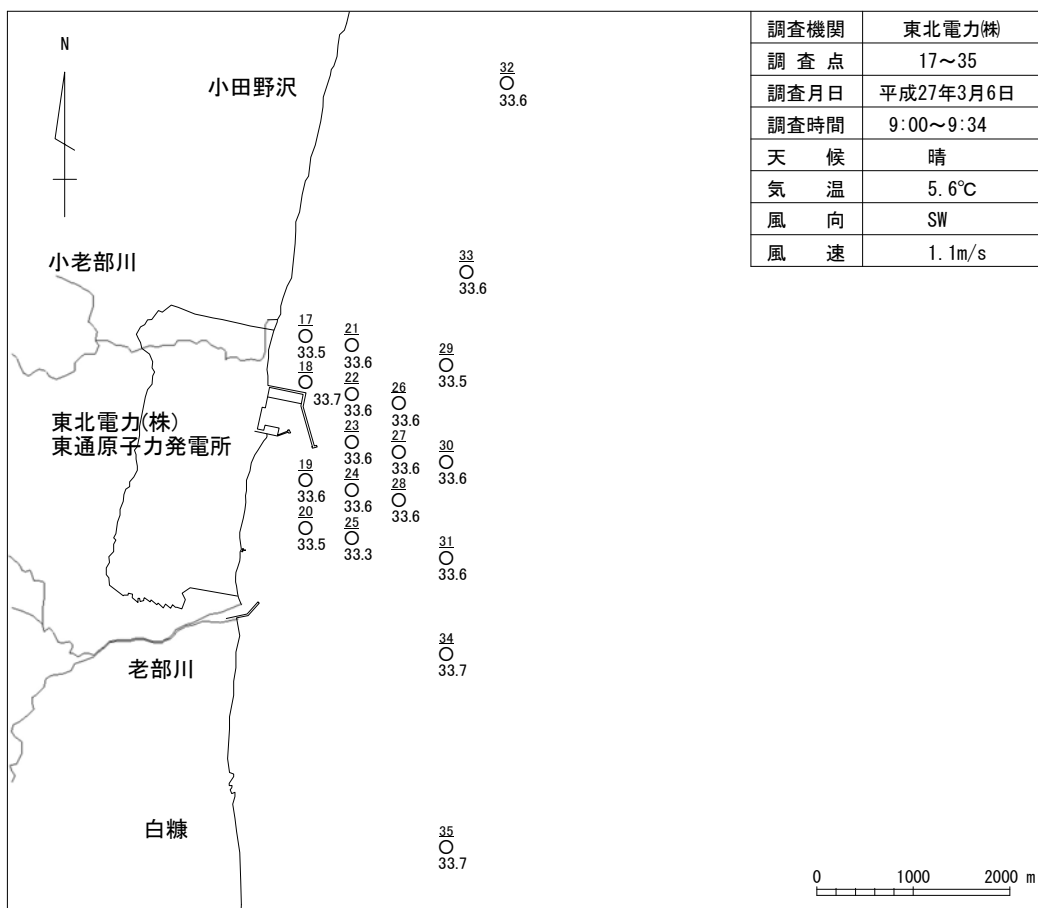 調査機関 東北電力㈱
調査点 17～35
調査月日 平成27年3月6日
調査時間 9:00～9:34
天候 晴
気温 5.6℃
風向 SW
風速 1.1m/s
N
小田野沢
32
33.6
小老部川
33
33.6
17
33.5
21
33.6
29
33.5
18
33.7
22
33.6
26
33.6
東北電力(株)
東通原子力発電所
23
33.6
27
33.6
30
33.6
19
33.6
24
33.6
28
33.6
20
33.5
25
33.3
31
33.6
34
33.7
老部川
白糠
35
33.7
0 1000 2000 m